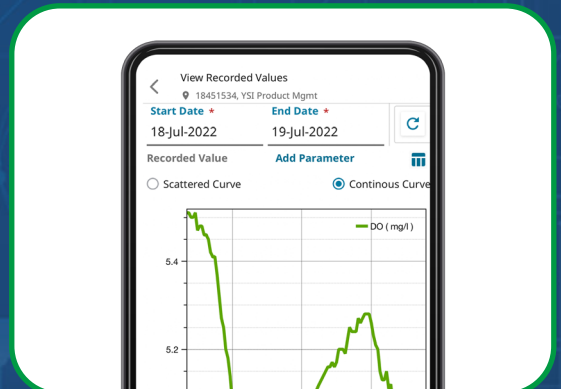 View Recorded Values
18451534, YSI Product Mgmt
Start Date * End Date *
18-Jul-2022 19-Jul-2022
Recorded Value Add Parameter
Scattered Curve Continous Curve
DO ( mg/l )
5.4
5.2